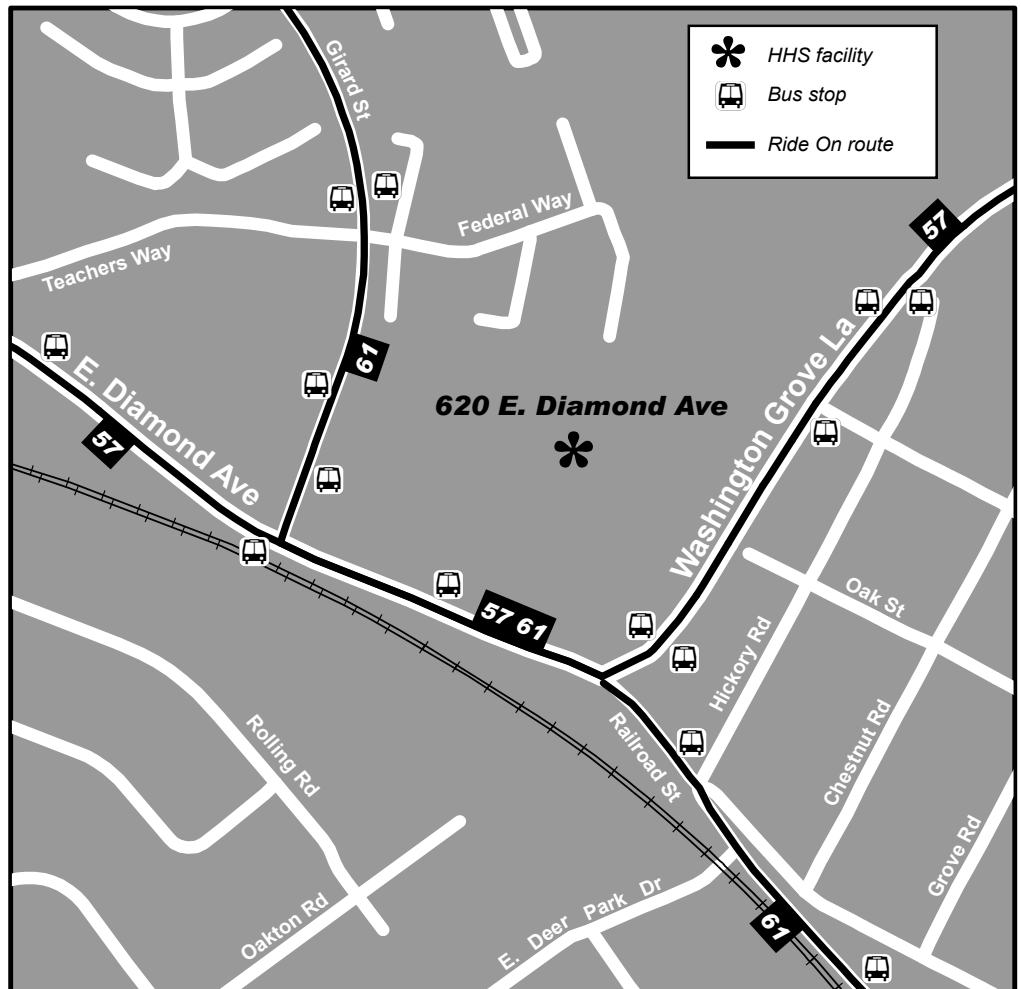 HHS facility
Bus stop
Ride On route
Girard St
Federal Way
Teachers Way
57
61
E. Diamond Ave
57
620 E. Diamond Ave
Washington Grove La
57 61
Oak St
Hickory Rd
Chestnut Rd
Grove Rd
Railroad St
Rolling Rd
Oakton Rd
E. Deer Park Dr
61